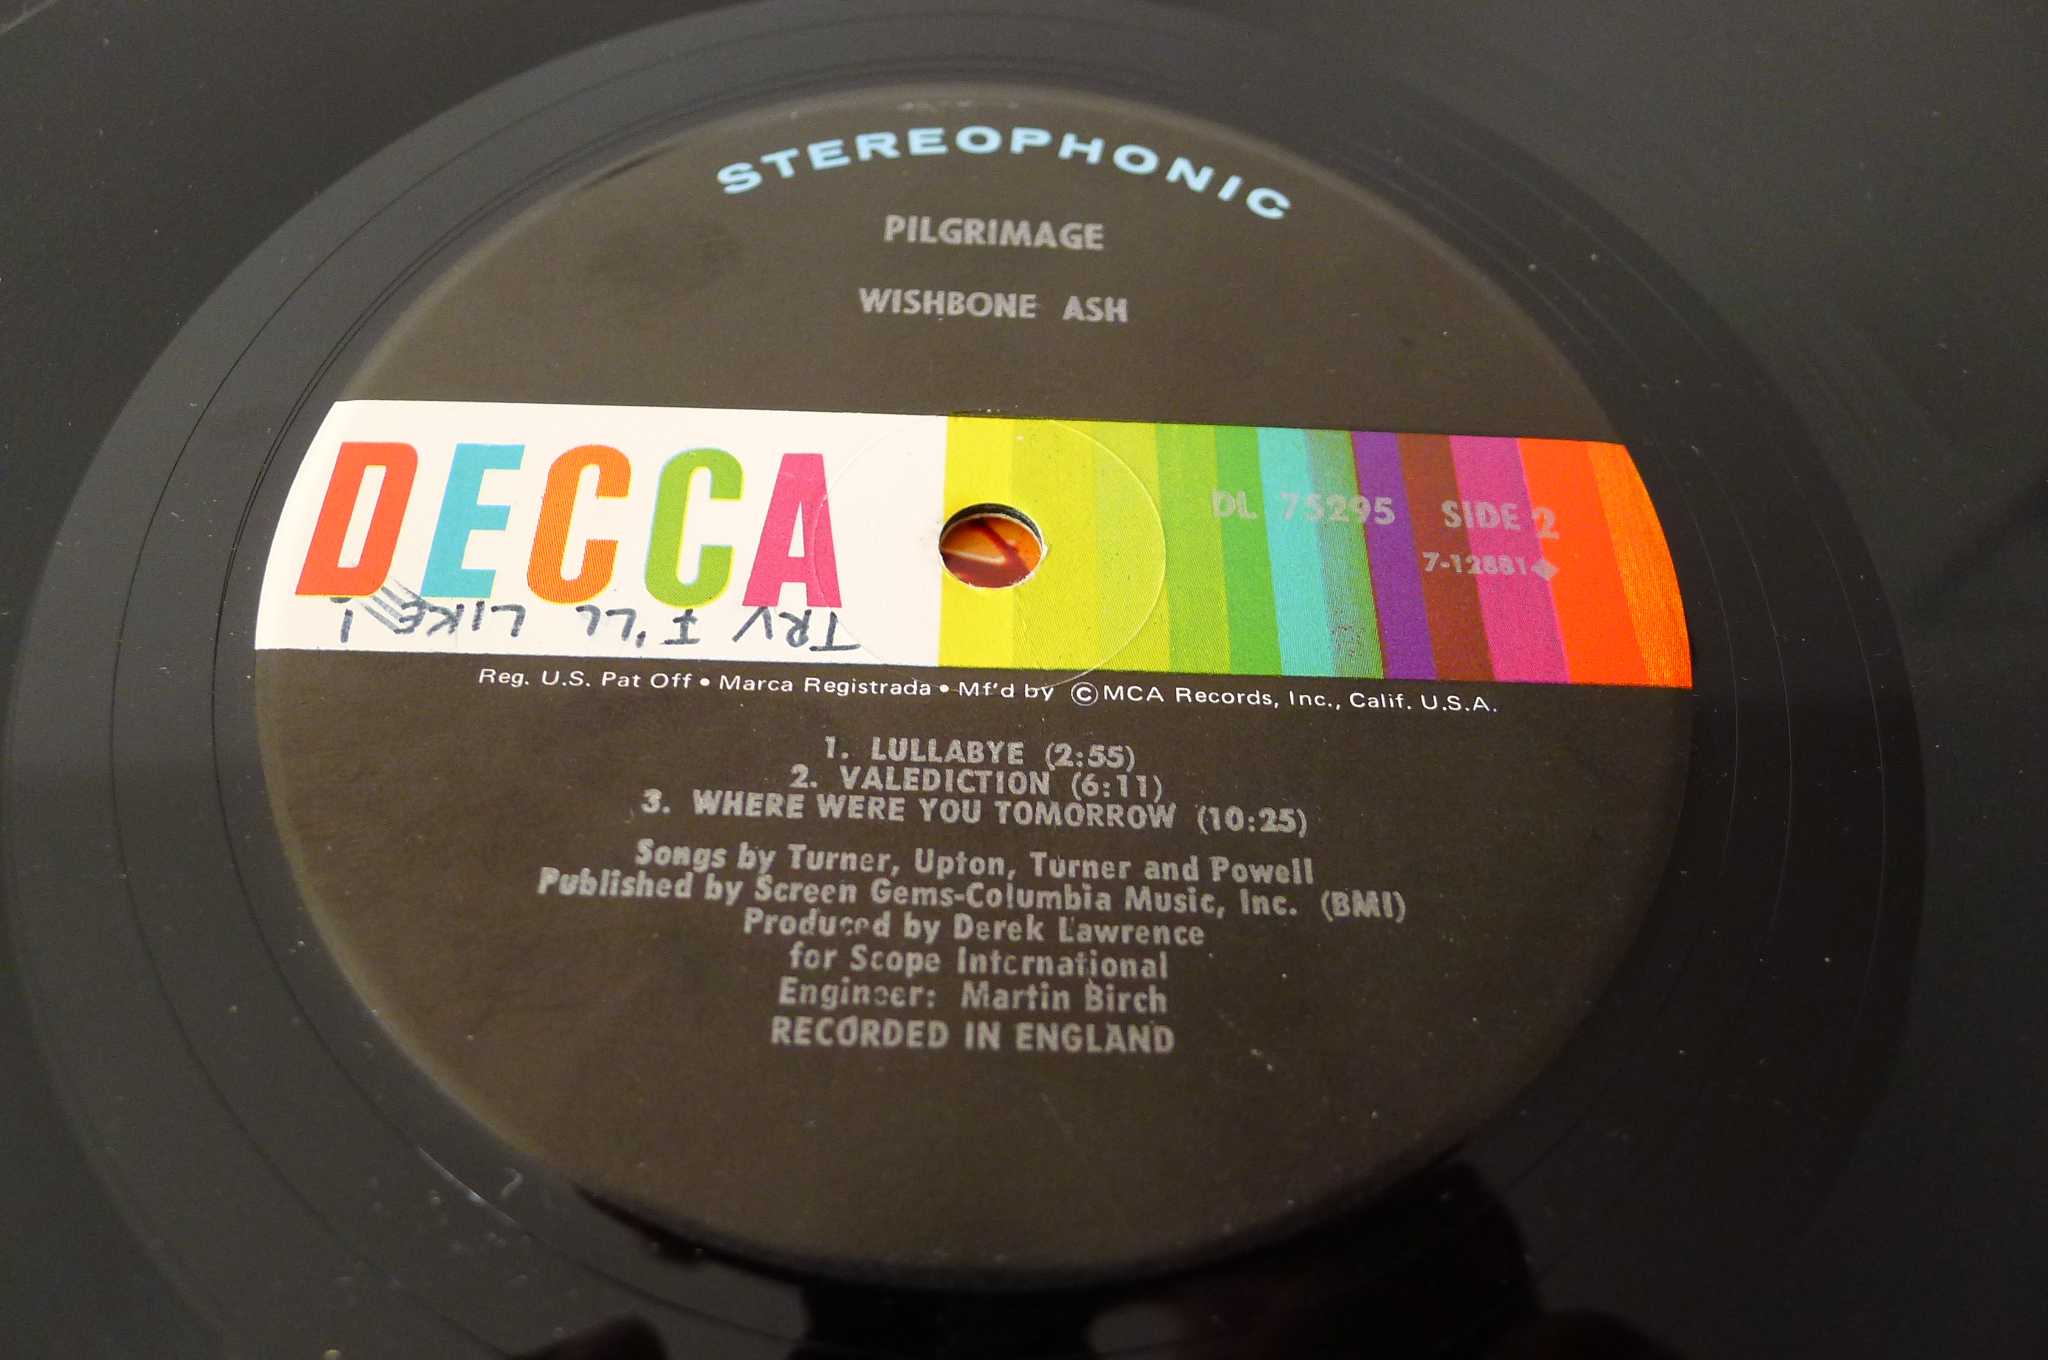 STEREOPHONIC
PILGRIMAGE
WISHBONE ASH
DECCA
DL 75295 SIDE 2
7-12881
TRY I'LL LIKE!
Reg. U.S. Pat Off • Marca Registrada • Mf'd by © MCA Records, Inc., Calif. U.S.A.
1. LULLABYE (2:55)
2. VALEDICTION (6:11)
3. WHERE WERE YOU TOMORROW (10:25)
Songs by Turner, Upton, Turner and Powell
Published by Screen Gems-Columbia Music, Inc. (BMI)
Produced by Derek Lawrence
for Scope International
Engineer: Martin Birch
RECORDED IN ENGLAND